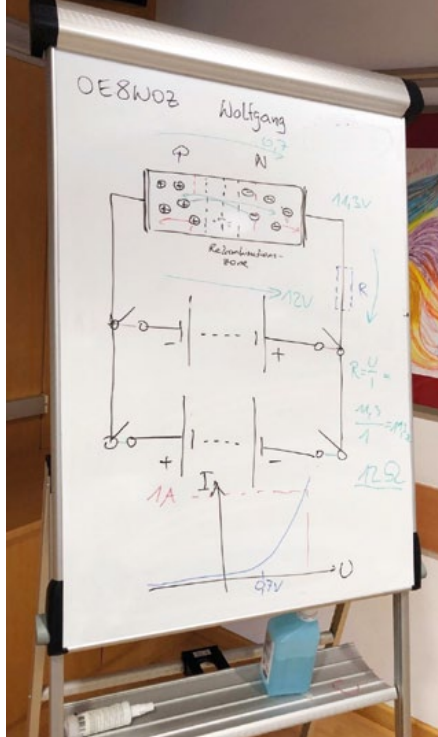 OE8WOZ
Wolfgang
0,7
P N
Rekombinations-
zone
11,3V
R
12V
- +
R=U/I =
11,3/1 = 11,3
+ -
12Ω
1A I
0,7V U